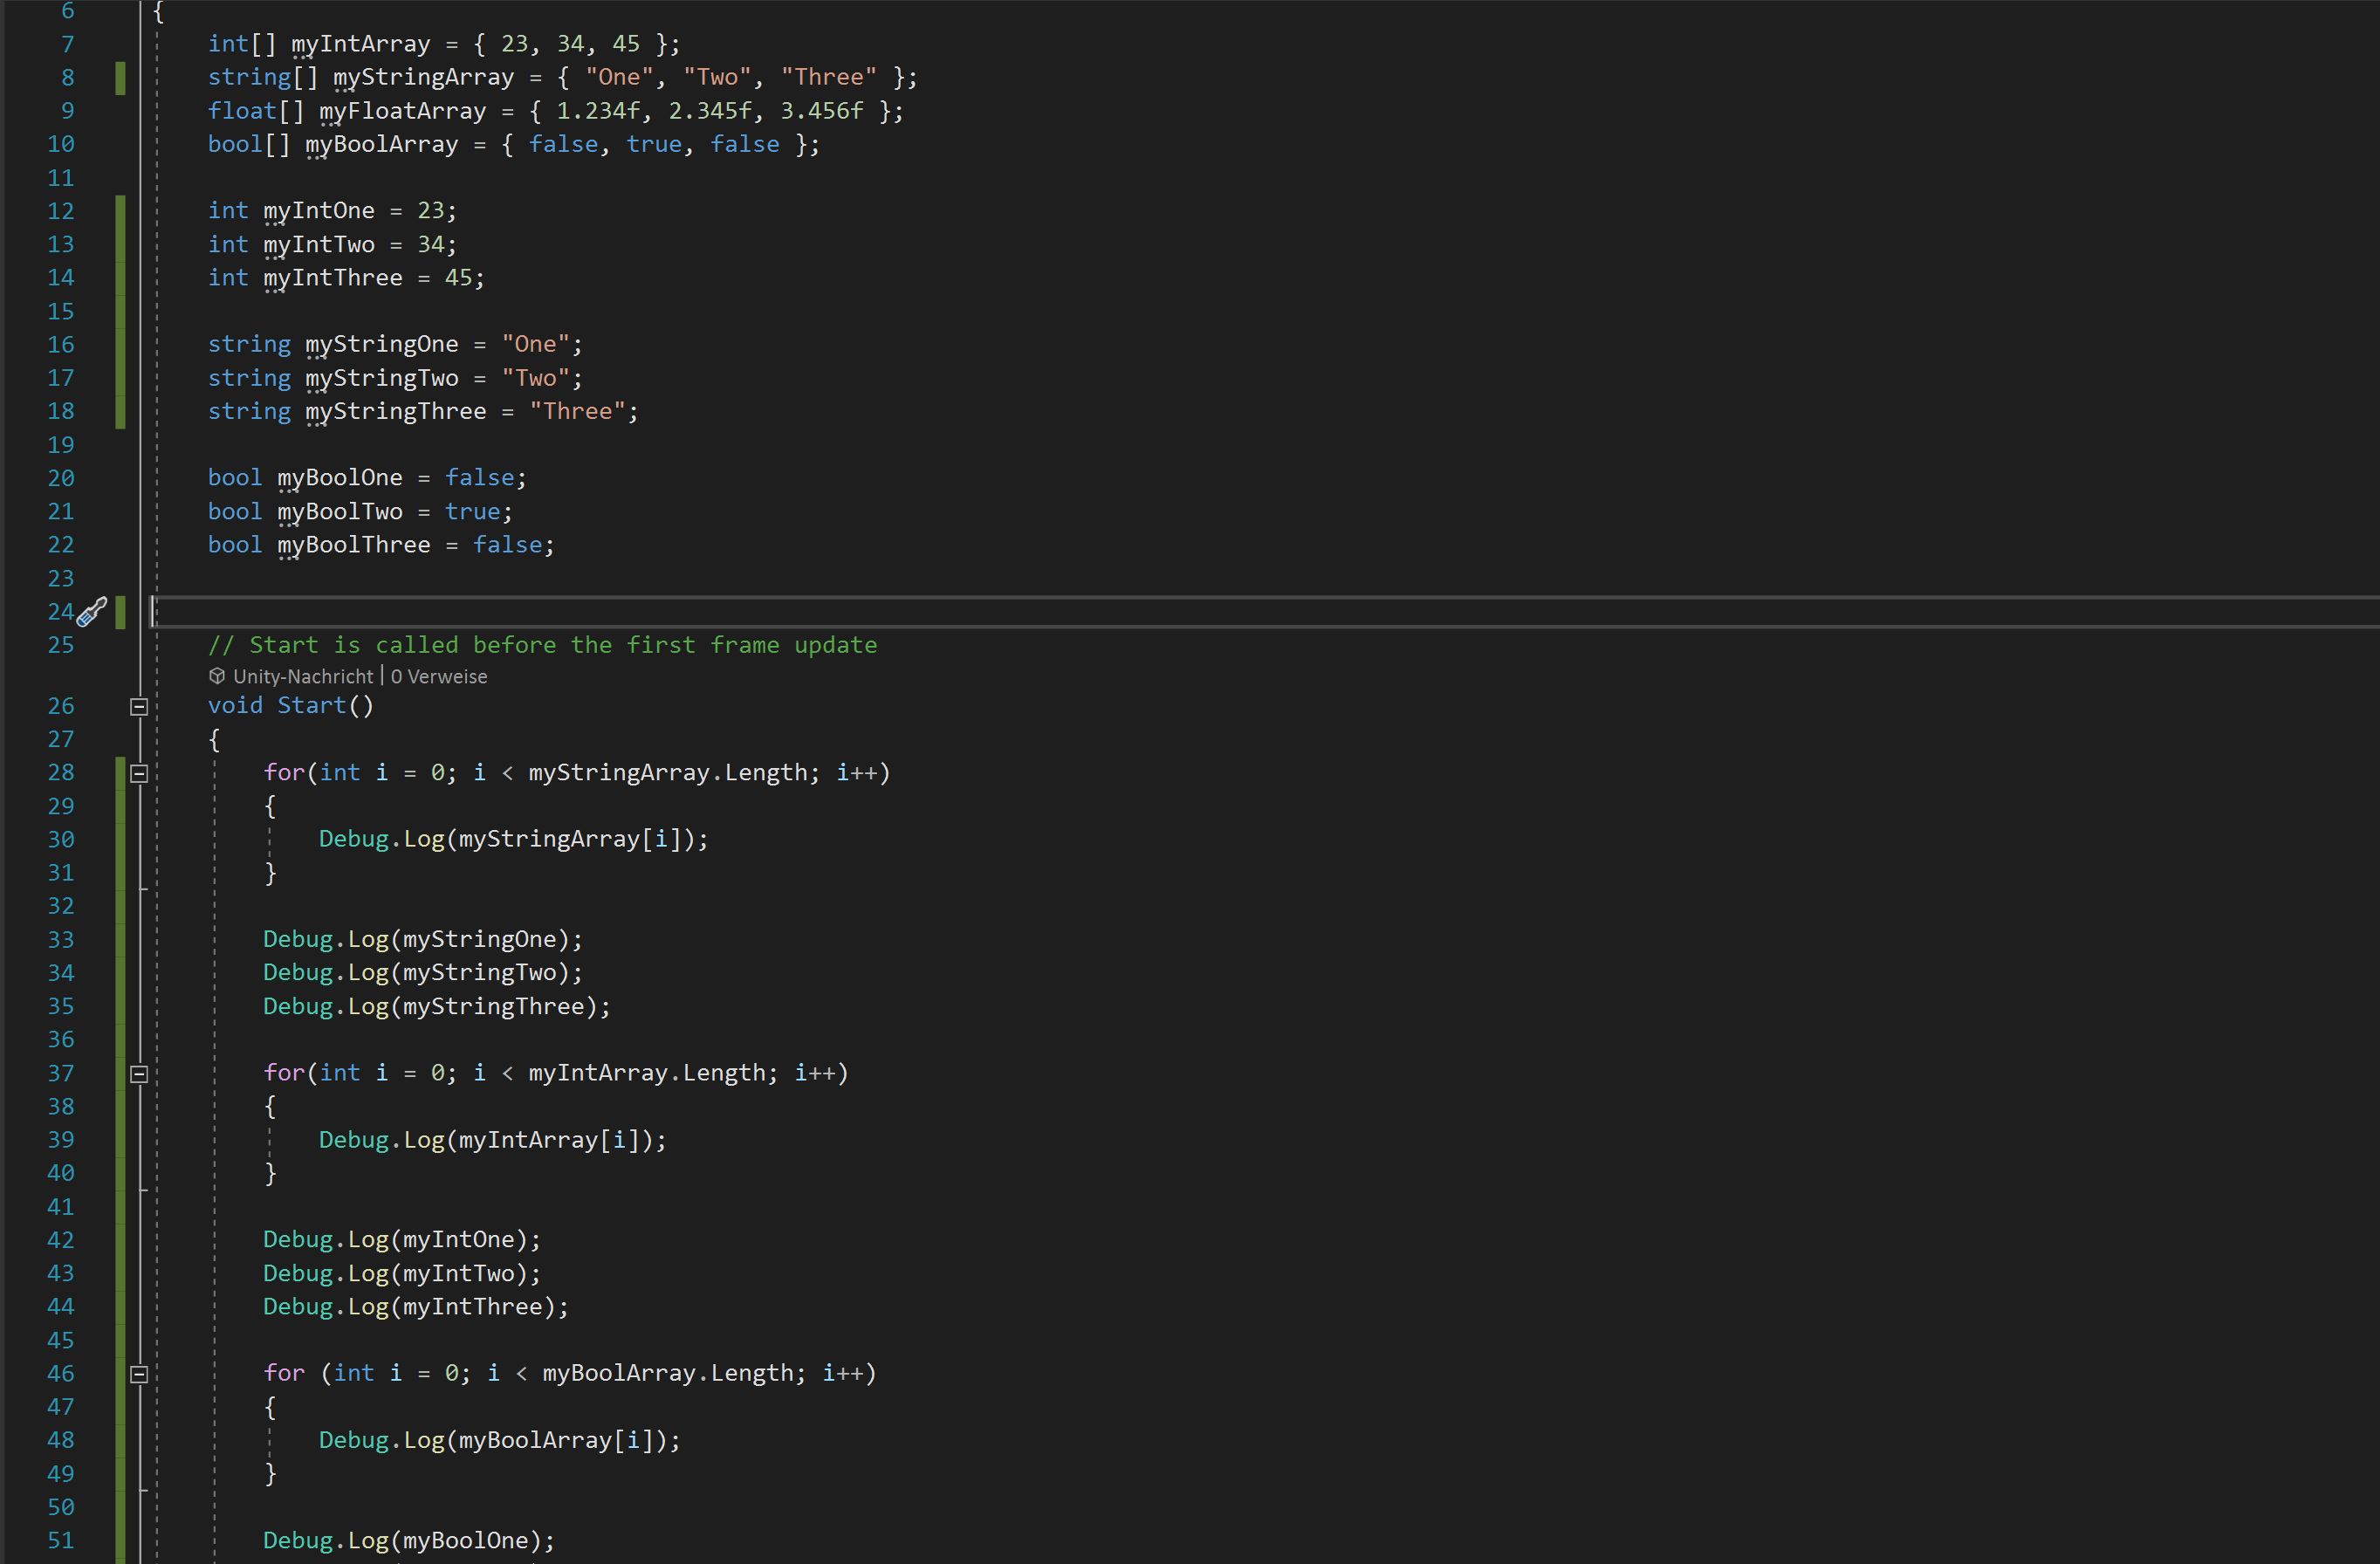 6 {
7 int[] myIntArray = { 23, 34, 45 };
8 string[] myStringArray = { "One", "Two", "Three" };
9 float[] myFloatArray = { 1.234f, 2.345f, 3.456f };
10 bool[] myBoolArray = { false, true, false };
11
12 int myIntOne = 23;
13 int myIntTwo = 34;
14 int myIntThree = 45;
15
16 string myStringOne = "One";
17 string myStringTwo = "Two";
18 string myStringThree = "Three";
19
20 bool myBoolOne = false;
21 bool myBoolTwo = true;
22 bool myBoolThree = false;
23
24
25 // Start is called before the first frame update
Unity-Nachricht | 0 Verweise
26 void Start()
27 {
28 for(int i = 0; i < myStringArray.Length; i++)
29 {
30 Debug.Log(myStringArray[i]);
31 }
32
33 Debug.Log(myStringOne);
34 Debug.Log(myStringTwo);
35 Debug.Log(myStringThree);
36
37 for(int i = 0; i < myIntArray.Length; i++)
38 {
39 Debug.Log(myIntArray[i]);
40 }
41
42 Debug.Log(myIntOne);
43 Debug.Log(myIntTwo);
44 Debug.Log(myIntThree);
45
46 for (int i = 0; i < myBoolArray.Length; i++)
47 {
48 Debug.Log(myBoolArray[i]);
49 }
50
51 Debug.Log(myBoolOne);